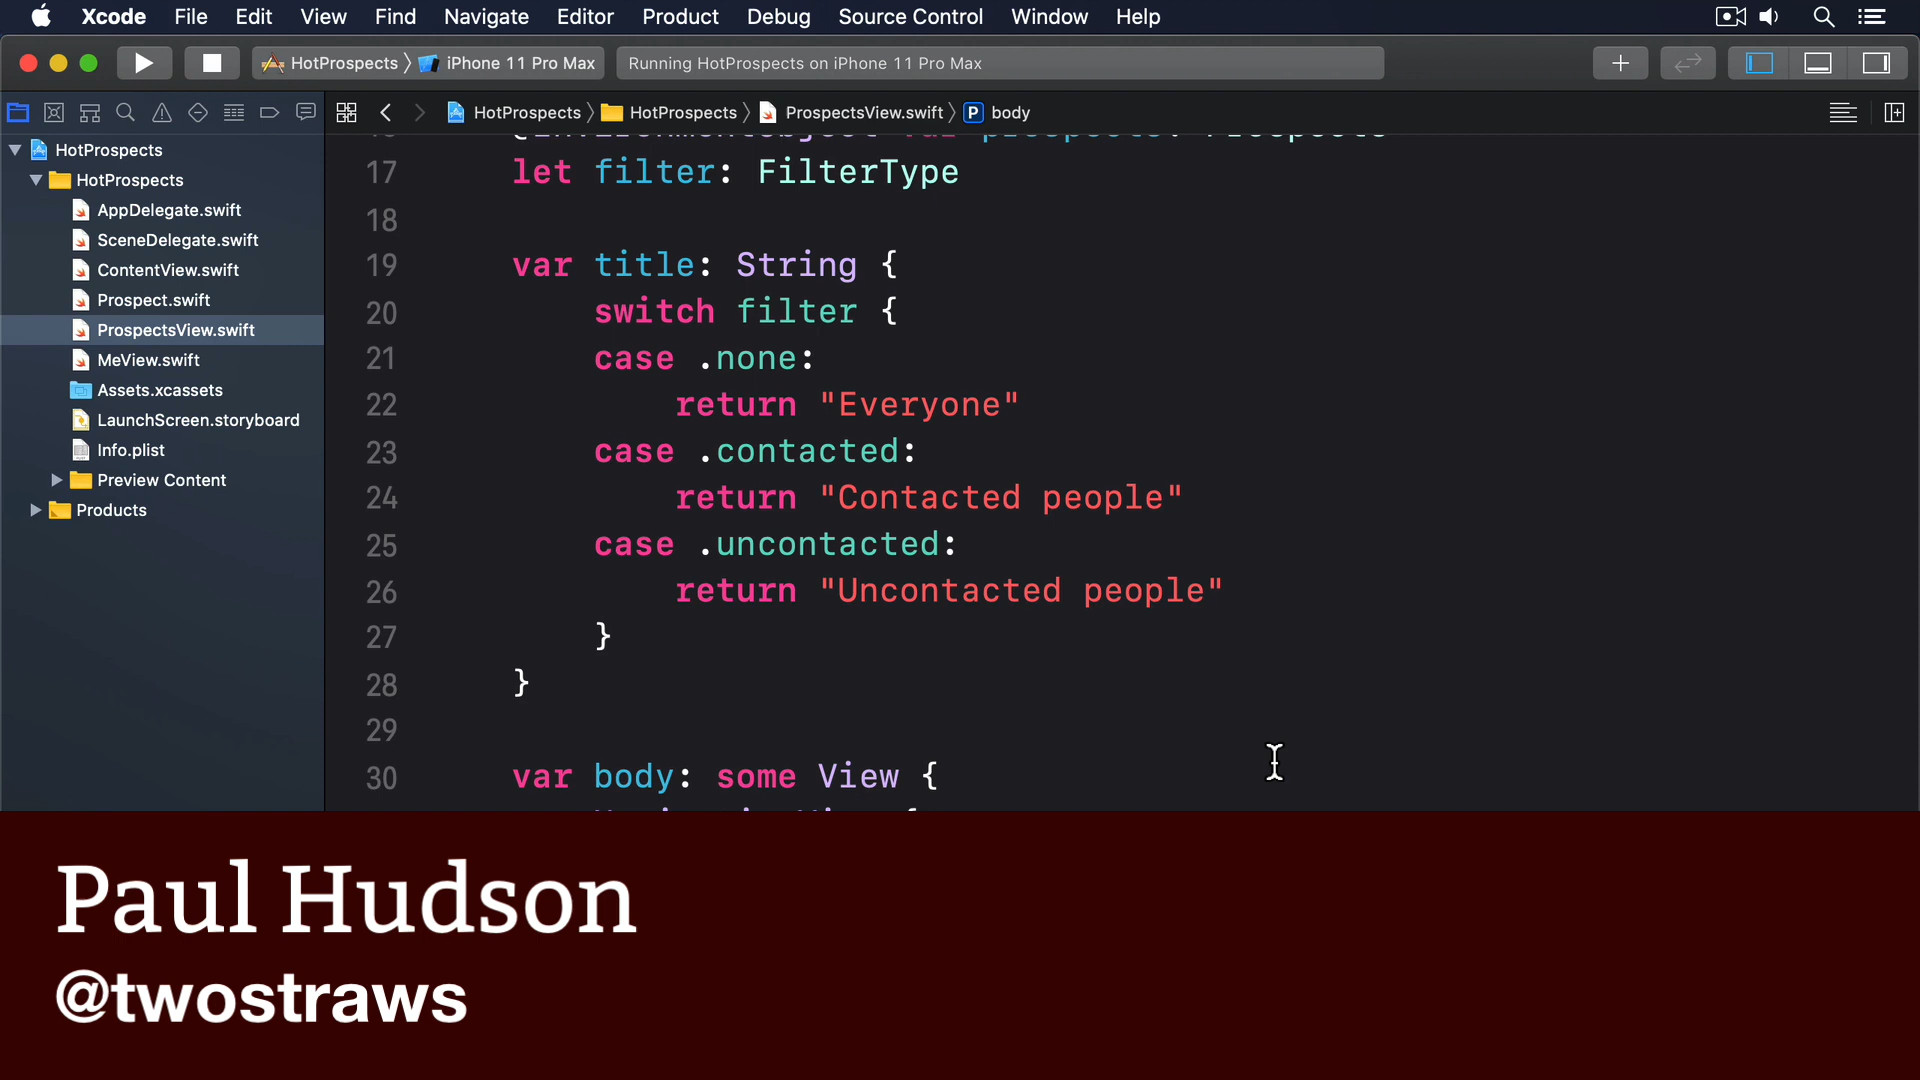 Xcode File Edit View Find Navigate Editor Product Debug Source Control Window Help
HotProspects iPhone 11 Pro Max Running HotProspects on iPhone 11 Pro Max
HotProspects HotProspects ProspectsView.swift P body
HotProspects
HotProspects
AppDelegate.swift
SceneDelegate.swift
ContentView.swift
Prospect.swift
ProspectsView.swift
MeView.swift
Assets.xcassets
LaunchScreen.storyboard
Info.plist
Preview Content
Products
17 let filter: FilterType
18
19 var title: String {
20 switch filter {
21 case .none:
22 return "Everyone"
23 case .contacted:
24 return "Contacted people"
25 case .uncontacted:
26 return "Uncontacted people"
27 }
28 }
29
30 var body: some View {
Paul Hudson
@twostraws